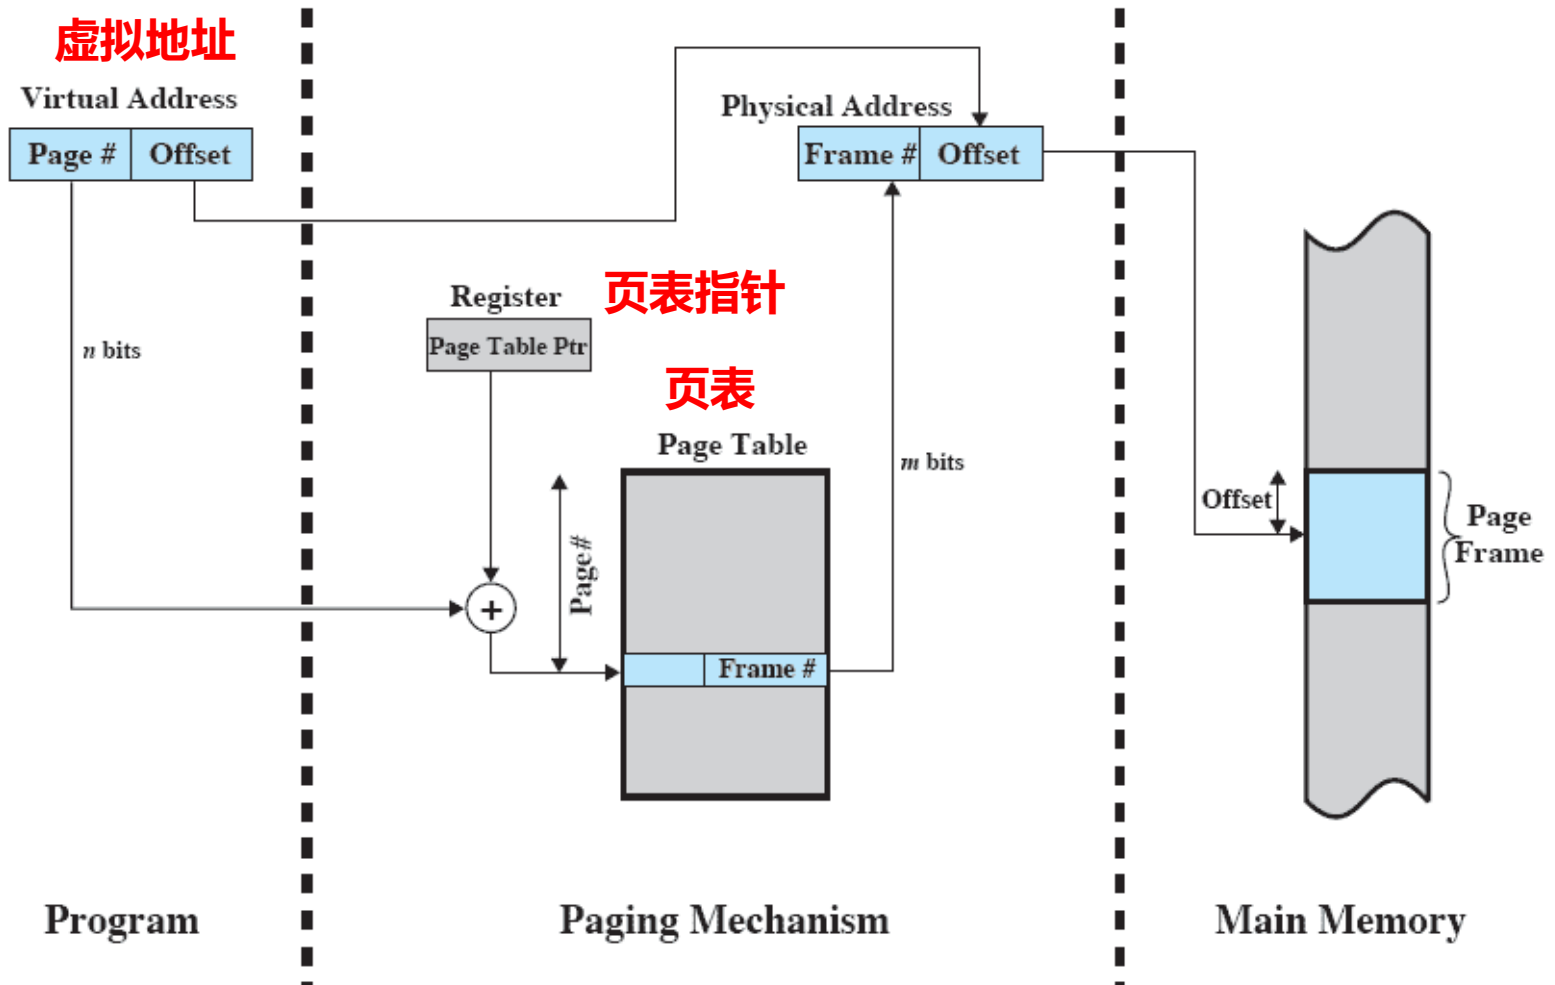 虚拟地址
Virtual Address
Page #
Offset
Physical Address
Frame #
Offset
n bits
Register
页表指针
Page Table Ptr
页表
Page Table
m bits
Page#
+
Frame #
Offset
Page
Frame
Program
Paging Mechanism
Main Memory